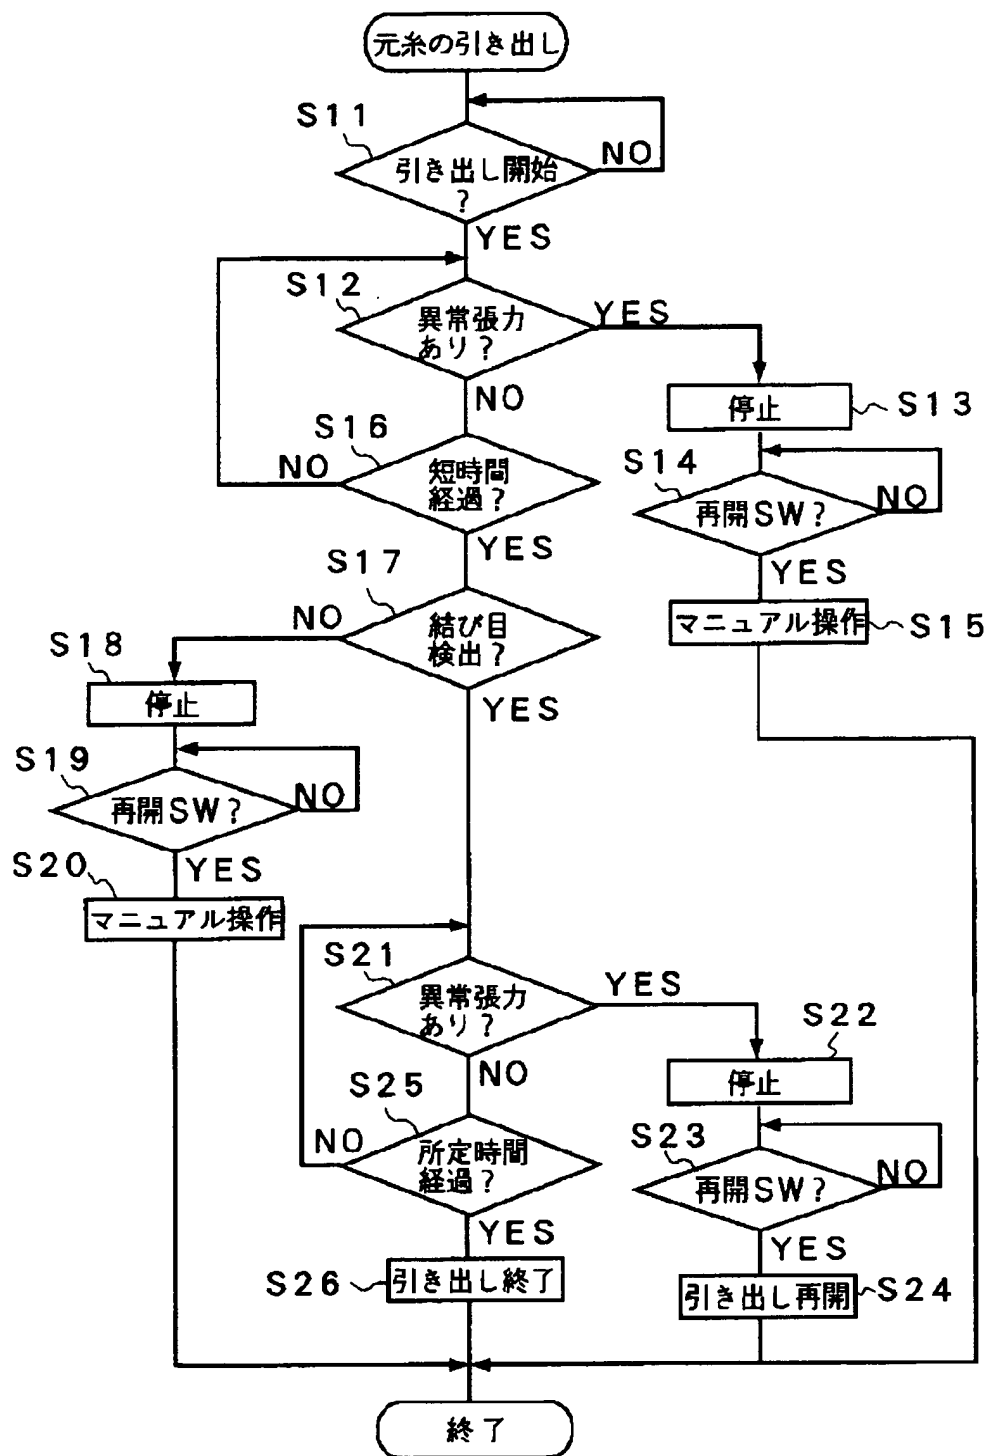 元糸の引き出し
S11
引き出し開始
?
NO
YES
S12
異常張力
あり?
YES
NO
停止
S13
S16
短時間
経過?
NO
YES
S14
再開SW?
NO
YES
マニュアル操作
S15
S17
結び目
検出?
NO
YES
S18
停止
S19
再開SW?
NO
YES
S20
マニュアル操作
S21
異常張力
あり?
YES
NO
S22
停止
S25
所定時間
経過?
NO
YES
S23
再開SW?
NO
YES
S26
引き出し終了
引き出し再開
S24
終了